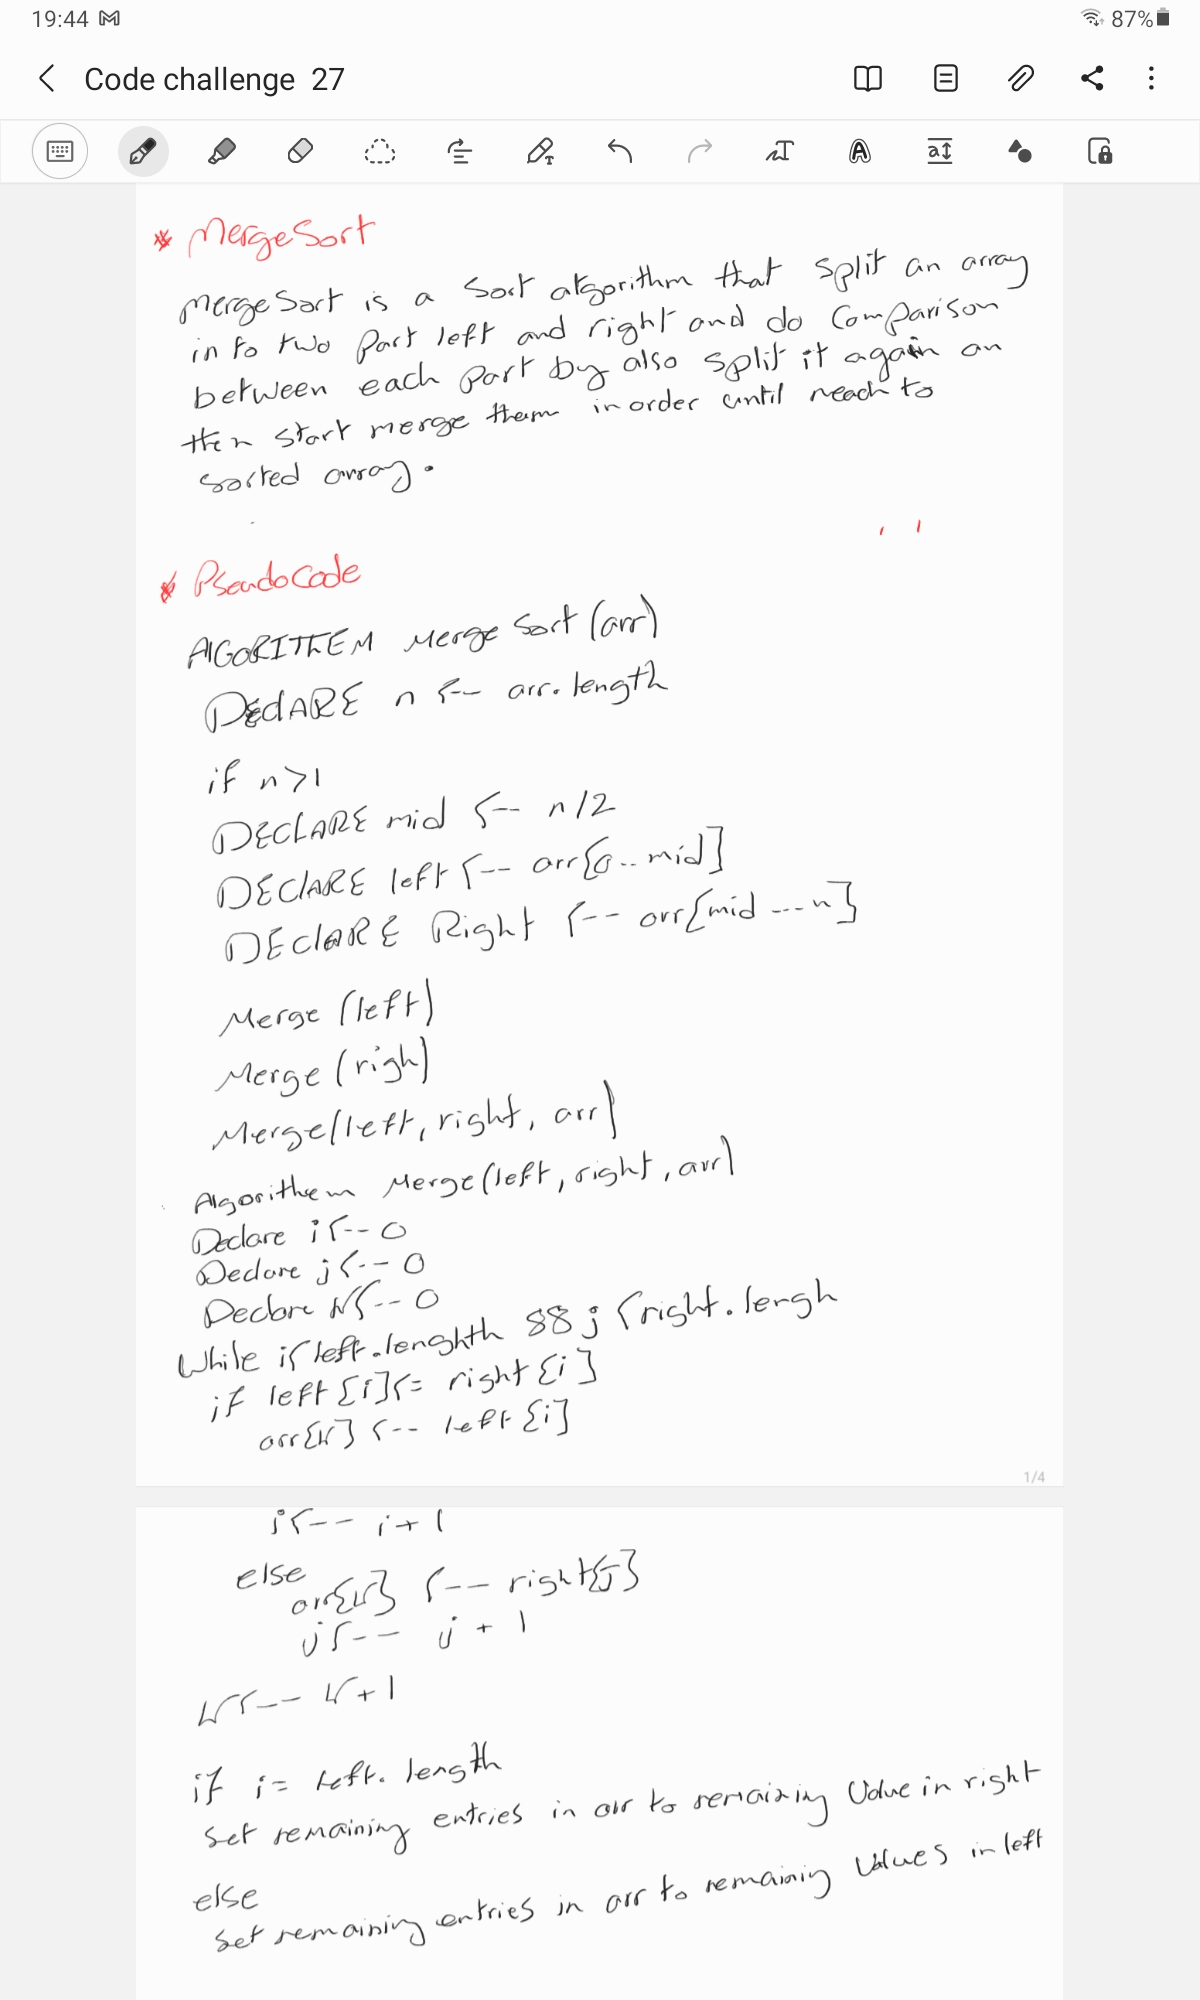 19:44
87%
Code challenge 27
* MergeSort
MergeSort is a Sort algorithm that split an array
in to two Part left and right and do Comparison
between each part by also split it again an
then start merge them in order until reach to
Sorted array.
* PseudoCode
ALGORITHEM Merge Sort (arr)
DEClARE n <-- arr.length
if n>1
DECLARE mid <-- n/2
DEClARE left <-- arr[0..mid]
DEClARE Right <-- arr[mid ...n]
Merge (left)
Merge (righ)
Merge(left, right, arr)
Algorithem Merge(left, right, arr)
Declare i <-- 0
Declare j <-- 0
Declare K <-- 0
While i< left.lenghth && j <right.lengh
if left [i] <= right [i]
arr[K] <-- left [i]
i <-- i+1
else
arr[K] <-- right[j]
j <-- j + 1
K <-- K+1
if i= Left. length
Set remaining entries in arr to remaining Value in right
else
Set remaining entries in arr to remaining Values in left
1/4